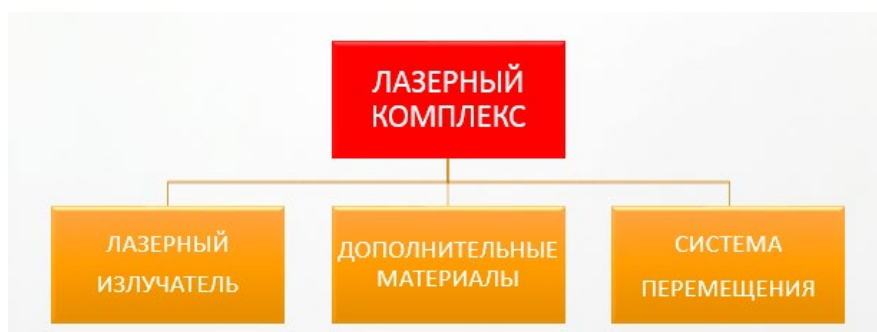 ЛАЗЕРНЫЙ
КОМПЛЕКС
ЛАЗЕРНЫЙ
ИЗЛУЧАТЕЛЬ
ДОПОЛНИТЕЛЬНЫЕ
МАТЕРИАЛЫ
СИСТЕМА
ПЕРЕМЕЩЕНИЯ